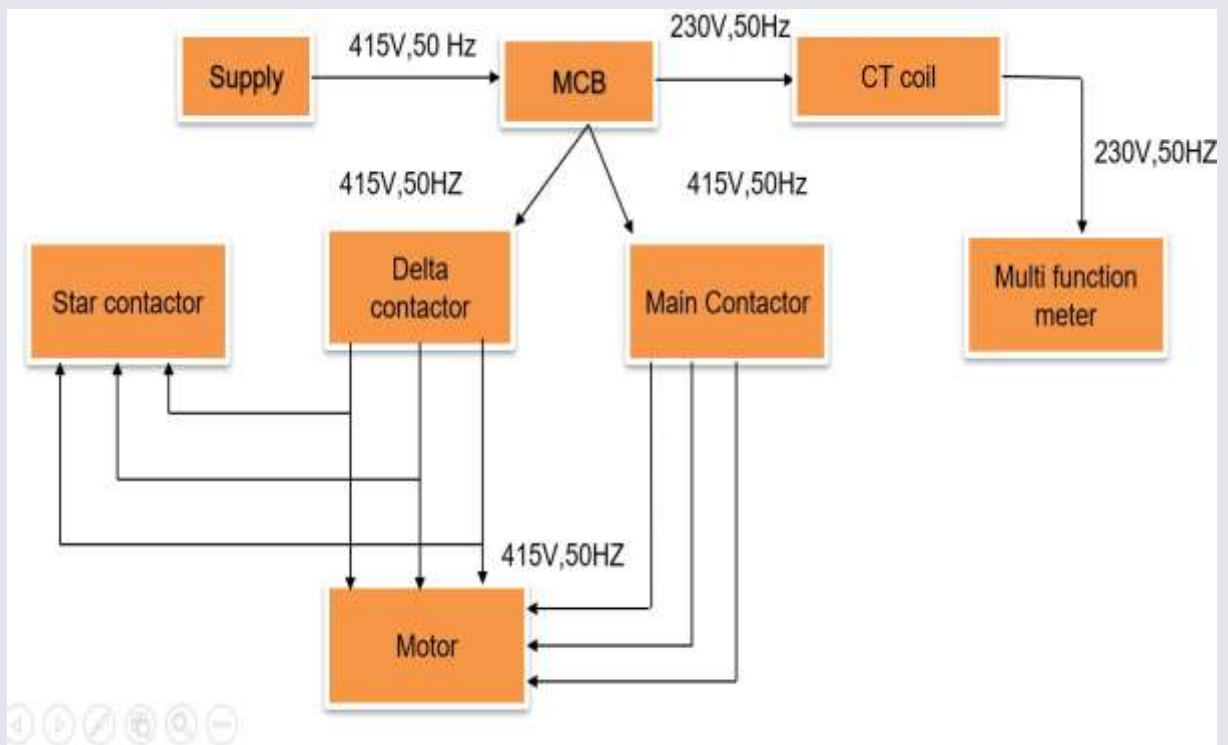 415V,50 Hz
230V,50Hz
Supply
MCB
CT coil
230V,50HZ
415V,50HZ
415V,50Hz
Star contactor
Delta
contactor
Main Contactor
Multi function
meter
415V,50HZ
Motor